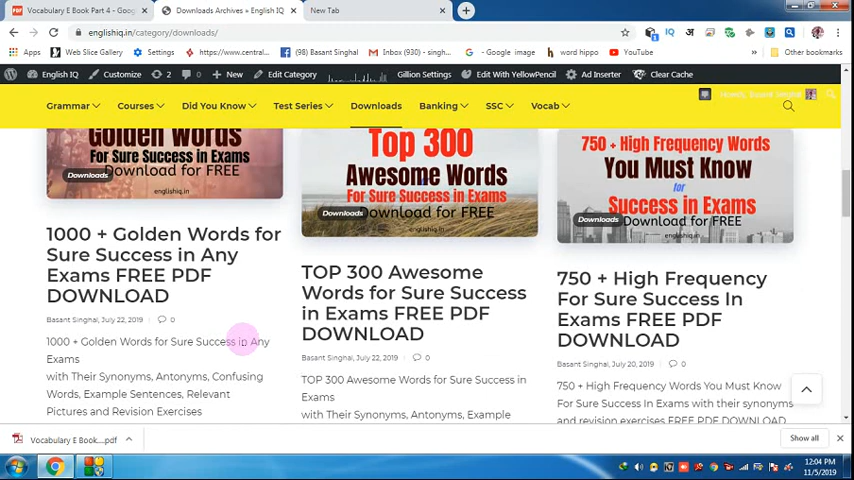 Vocabulary E Book Part 4 - Goog
Downloads Archives » English IQ
New Tab
englishiq.in/category/downloads/
Apps
Web Slice Gallery
Settings
https://www.central...
(98) Basant Singhal
Inbox (930) - singh...
Google image
word hippo
YouTube
Other bookmarks
English IQ
Customize
2
0
New
Edit Category
Gillion Settings
Edit With YellowPencil
Ad Inserter
Clear Cache
Howdy, Basant Singhal
Grammar
Courses
Did You Know
Test Series
Downloads
Banking
SSC
Vocab
Golden Words
For Sure Success in Exams
Download for FREE
Downloads
englishiq.in
1000 + Golden Words for
Sure Success in Any
Exams FREE PDF
DOWNLOAD
Basant Singhal, July 22, 2019
0
1000 + Golden Words for Sure Success in Any
Exams
with Their Synonyms, Antonyms, Confusing
Words, Example Sentences, Relevant
Pictures and Revision Exercises
Top 300
Awesome Words
For Sure Success in Exams
Download for FREE
Downloads
englishiq.in
TOP 300 Awesome
Words for Sure Success
in Exams FREE PDF
DOWNLOAD
Basant Singhal, July 22, 2019
0
TOP 300 Awesome Words for Sure Success in
Exams
with Their Synonyms, Antonyms, Example
750 + High Frequency Words
You Must Know
for
Success in Exams
Download for FREE
Downloads
englishiq.in
750 + High Frequency
For Sure Success In
Exams FREE PDF
DOWNLOAD
Basant Singhal, July 20, 2019
0
750 + High Frequency Words You Must Know
For Sure Success In Exams with their synonyms
and revision exercises FREE PDF DOWNLOAD
Vocabulary E Book....pdf
Show all
12:04 PM
11/5/2019